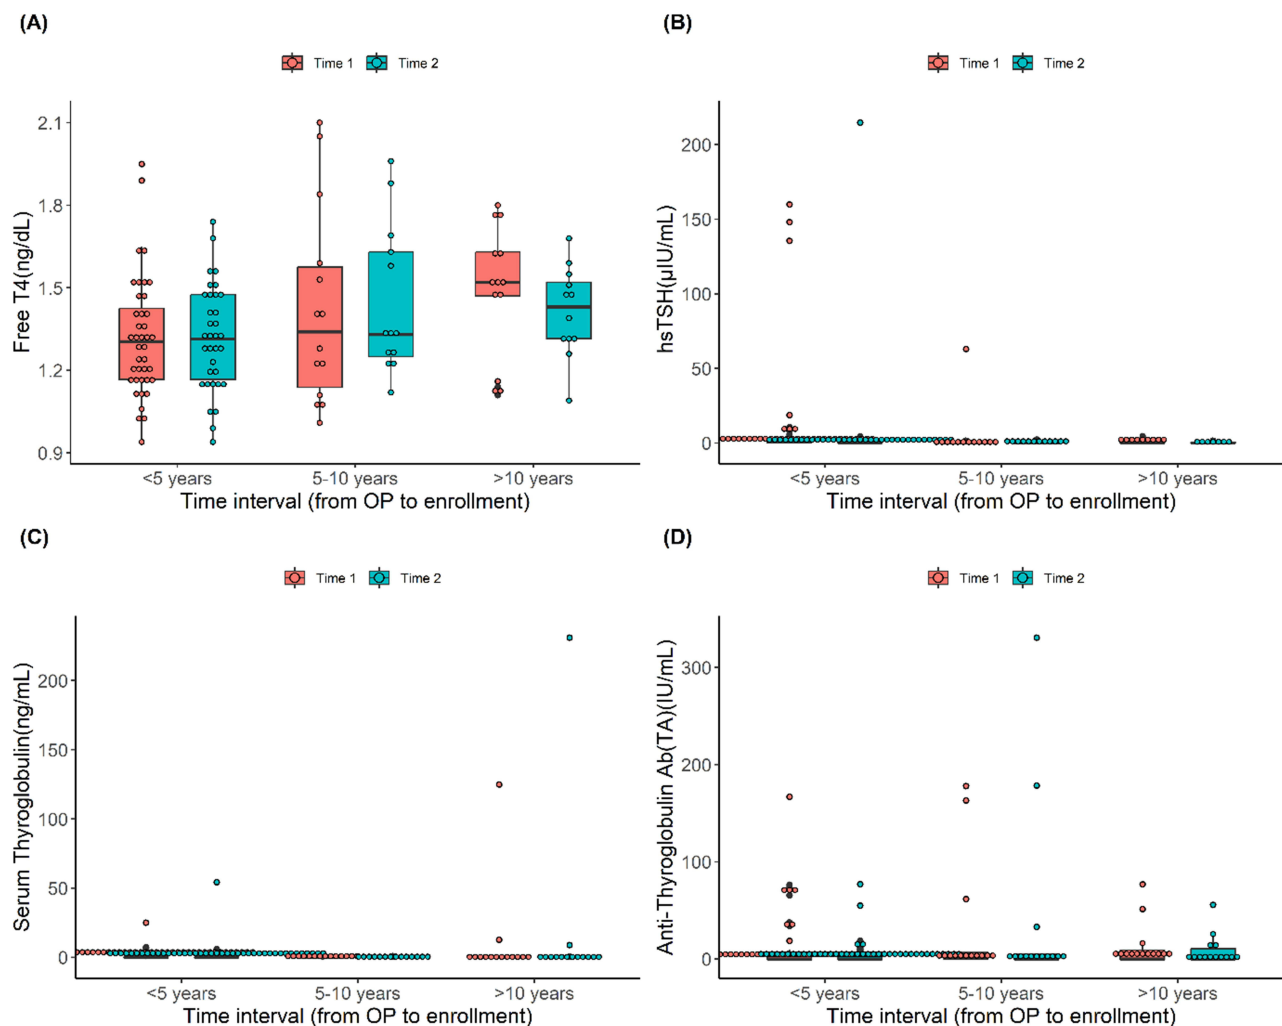 (A)
Time 1 Time 2
Free T4(ng/dL)
2.1
1.8
1.5
1.2
0.9
<5 years 5-10 years >10 years
Time interval (from OP to enrollment)
(B)
Time 1 Time 2
hsTSH(μIU/mL)
200
150
100
50
0
<5 years 5-10 years >10 years
Time interval (from OP to enrollment)
(C)
Time 1 Time 2
Serum Thyroglobulin(ng/mL)
200
150
100
50
0
<5 years 5-10 years >10 years
Time interval (from OP to enrollment)
(D)
Time 1 Time 2
Anti-Thyroglobulin Ab(TA)(IU/mL)
300
200
100
0
<5 years 5-10 years >10 years
Time interval (from OP to enrollment)